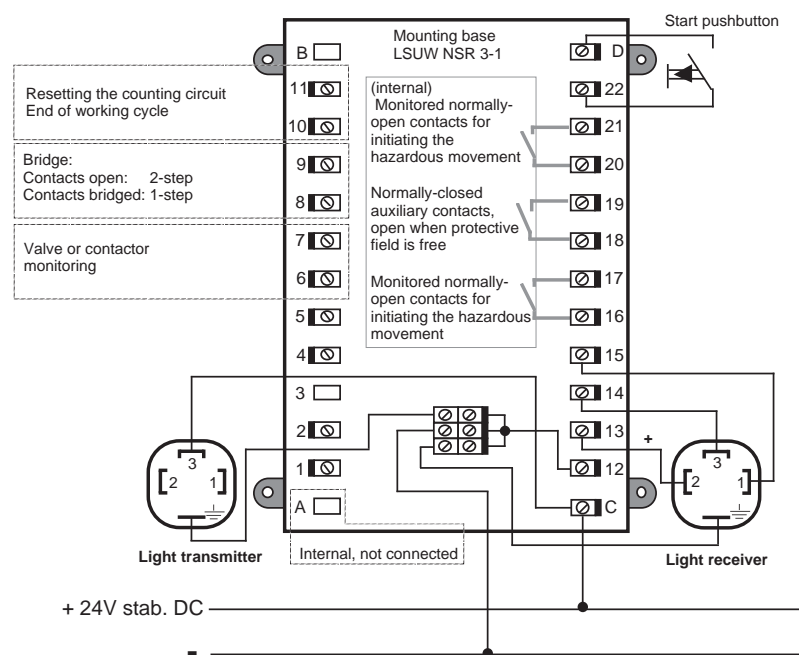 Start pushbutton
Mounting base
LSUW NSR 3-1
B
D
11
22
10
21
9
20
8
19
7
18
6
17
5
16
4
15
3
14
2
13
1
12
A
C
Resetting the counting circuit
End of working cycle
Bridge:
Contacts open: 2-step
Contacts bridged: 1-step
Valve or contactor
monitoring
(internal)
Monitored normally-
open contacts for
initiating the
hazardous movement
Normally-closed
auxiliary contacts,
open when protective
field is free
Monitored normally-
open contacts for
initiating the hazardous
movement
+
3
2 1
Light transmitter
Internal, not connected
3
2 1
Light receiver
+ 24V stab. DC
-